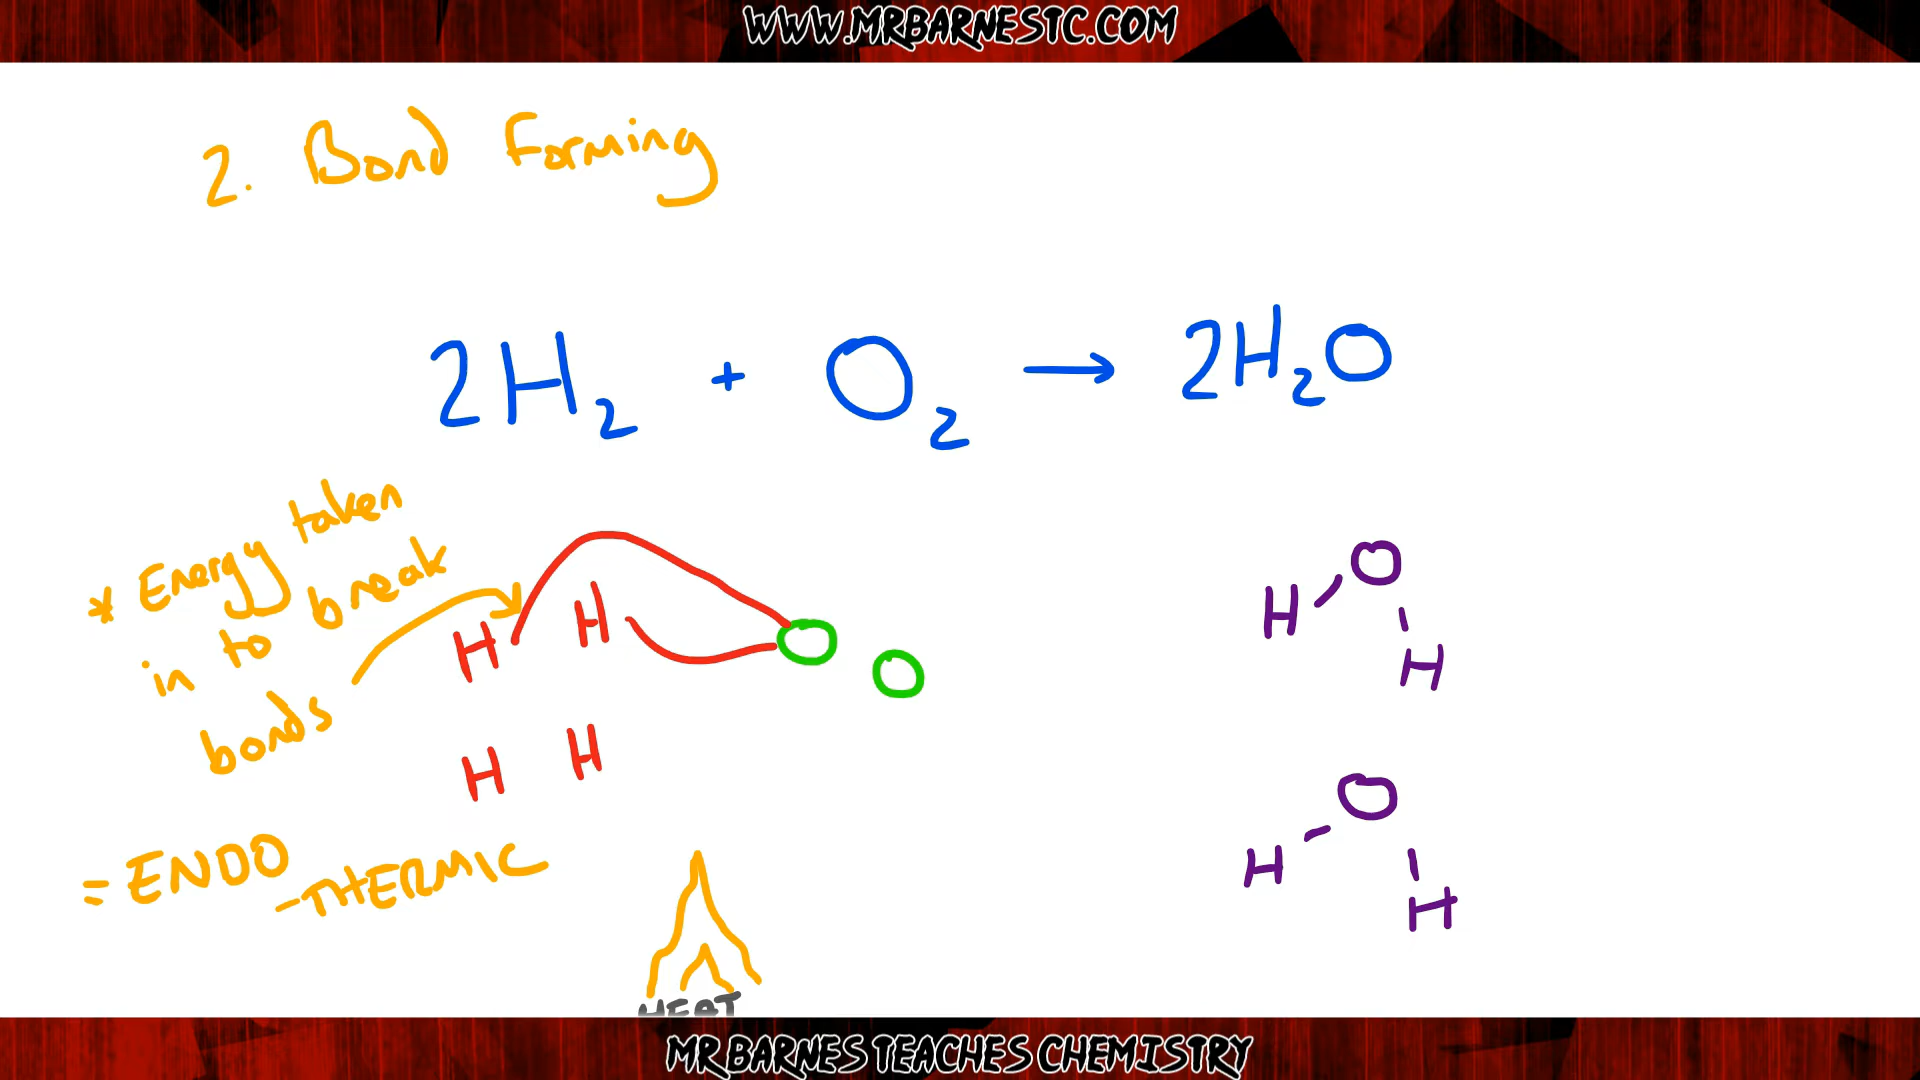 WWW.MRBARNESTC.COM
2. Bond Forming
2H₂ + O₂ → 2H₂O
* Energy taken
in to break
bonds
H H O O
H H
= ENDO
-THERMIC
HEAT
O
H
H
O
H
H
MR BARNES TEACHES CHEMISTRY